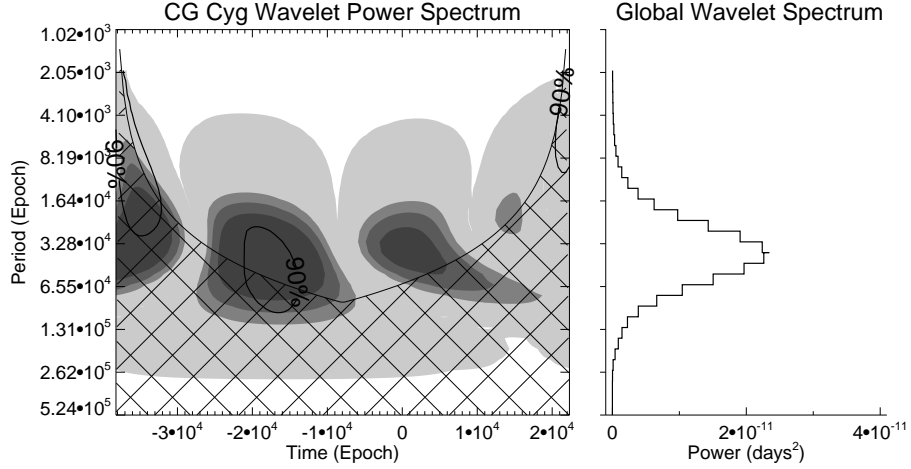 CG Cyg Wavelet Power Spectrum
Global Wavelet Spectrum
Period (Epoch)
1.02•10³
2.05•10³
4.10•10³
8.19•10³
1.64•10⁴
3.28•10⁴
6.55•10⁴
1.31•10⁵
2.62•10⁵
5.24•10⁵
90%
90%
90%
-3•10⁴ -2•10⁴ -1•10⁴ 0 1•10⁴ 2•10⁴
Time (Epoch)
0 2•10⁻¹¹ 4•10⁻¹¹
Power (days²)